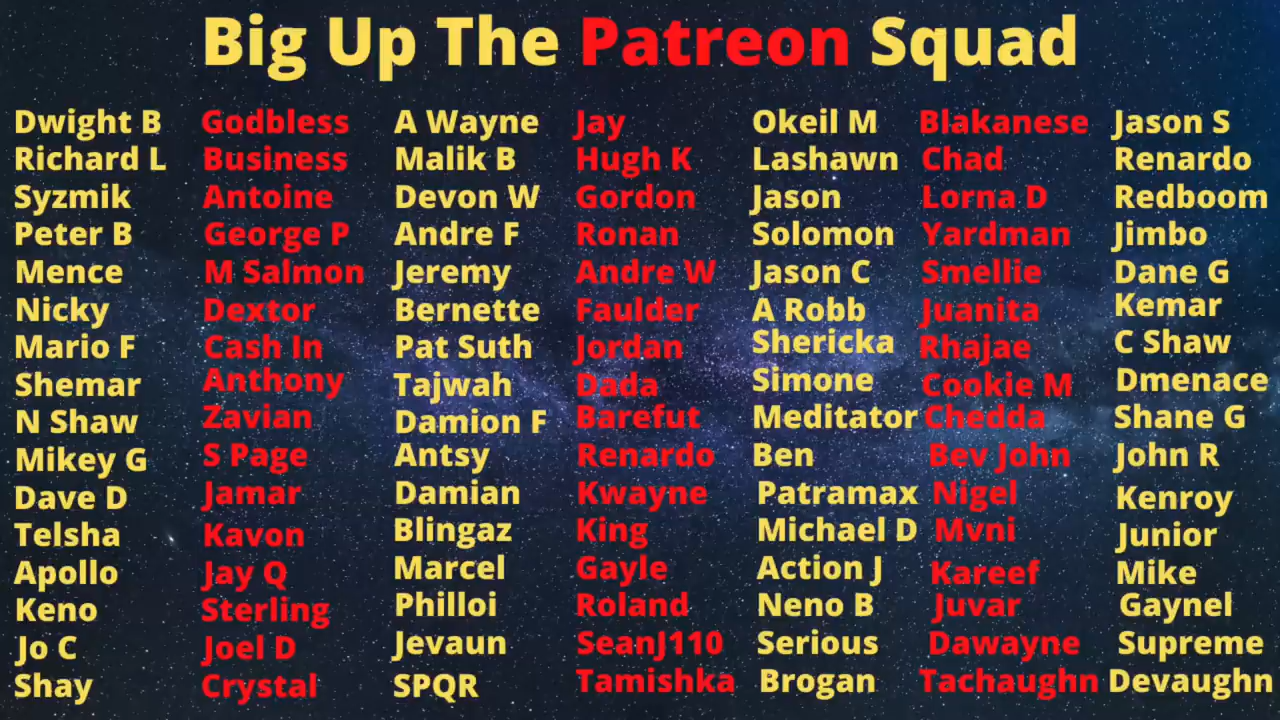 Big Up The Patreon Squad
Dwight B Godbless A Wayne Jay Okeil M Blakanese Jason S
Richard L Business Malik B Hugh K Lashawn Chad Renardo
Syzmik Antoine Devon W Gordon Jason Lorna D Redboom
Peter B George P Andre F Ronan Solomon Yardman Jimbo
Mence M Salmon Jeremy Andre W Jason C Smellie Dane G
Nicky Dextor Bernette Faulder A Robb Juanita Kemar
Mario F Cash In Pat Suth Jordan Shericka Rhajae C Shaw
Shemar Anthony Tajwah Dada Simone Cookie M Dmenace
N Shaw Zavian Damion F Barefut Meditator Chedda Shane G
Mikey G S Page Antsy Renardo Ben Bev John John R
Dave D Jamar Damian Kwayne Patramax Nigel Kenroy
Telsha Kavon Blingaz King Michael D Mvni Junior
Apollo Jay Q Marcel Gayle Action J Kareef Mike
Keno Sterling Philloi Roland Neno B Juvar Gaynel
Jo C Joel D Jevaun SeanJ110 Serious Dawayne Supreme
Shay Crystal SPQR Tamishka Brogan Tachaughn Devaughn